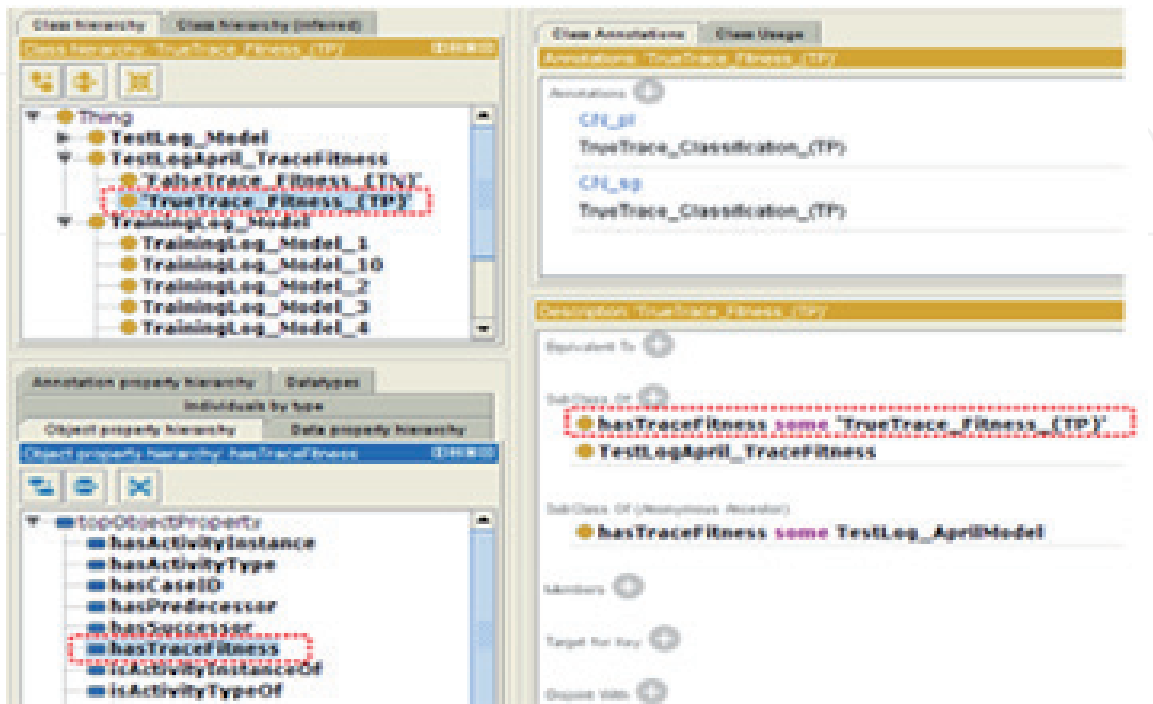 Class hierarchy
Class hierarchy (inferred)
Class hierarchy: 'TrueTrace_Fitness_(TP)'
Thing
TestLog_Model
TestLogApril_TraceFitness
'FalseTrace_Fitness_(TN)'
'TrueTrace_Fitness_(TP)'
TrainingLog_Model
TrainingLog_Model_1
TrainingLog_Model_10
TrainingLog_Model_2
TrainingLog_Model_3
TrainingLog_Model_4
Annotation property hierarchy
Datatypes
Individuals by type
Object property hierarchy
Data property hierarchy
Object property hierarchy: hasTraceFitness
topObjectProperty
hasActivityInstance
hasActivityType
hasCaseID
hasPredecessor
hasSuccessor
hasTraceFitness
isActivityInstanceOf
isActivityTypeOf
Class Annotations
Class Usage
Annotations: 'TrueTrace_Fitness_(TP)'
Annotations
TrueTrace_Classification_(TP)
TrueTrace_Classification_(TP)
Description: 'TrueTrace_Fitness_(TP)'
Equivalent To
SubClass Of
hasTraceFitness some 'TrueTrace_Fitness_(TP)'
TestLogApril_TraceFitness
SubClass Of (Anonymous Ancestor)
hasTraceFitness some TestLog_AprilModel
Members
Target for Key
Disjoint With